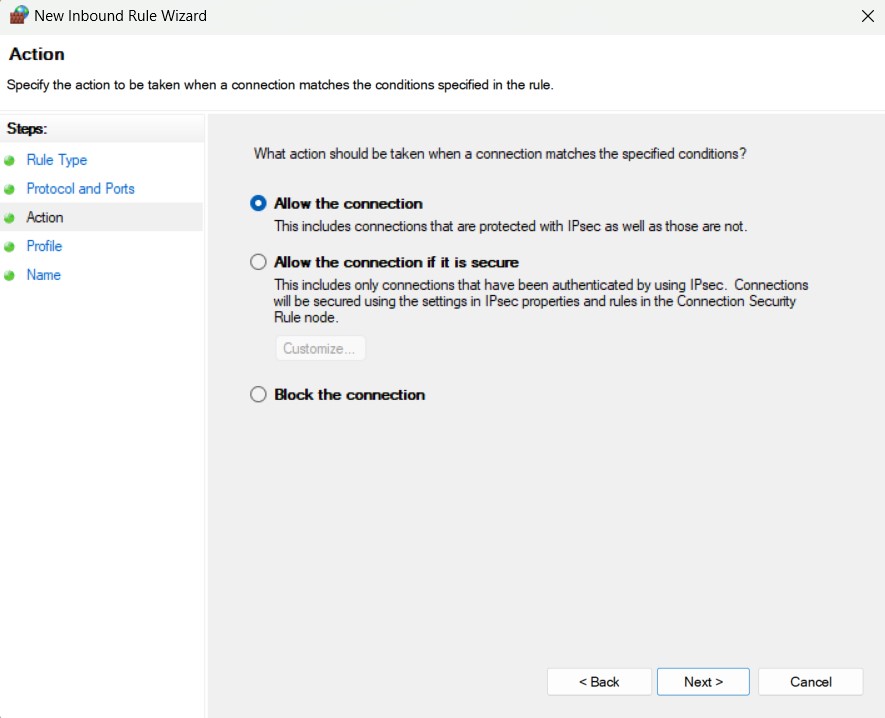 New Inbound Rule Wizard
Action
Specify the action to be taken when a connection matches the conditions specified in the rule.
Steps:
Rule Type
Protocol and Ports
Action
Profile
Name
What action should be taken when a connection matches the specified conditions?
Allow the connection
This includes connections that are protected with IPsec as well as those are not.
Allow the connection if it is secure
This includes only connections that have been authenticated by using IPsec. Connections
will be secured using the settings in IPsec properties and rules in the Connection Security
Rule node.
Customize...
Block the connection
< Back
Next >
Cancel